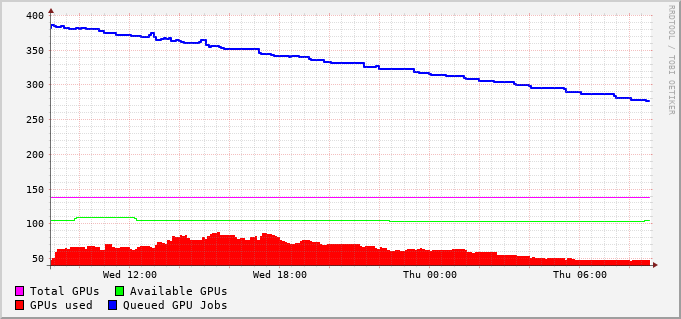 400
350
300
250
200
150
100
50
Wed 12:00 Wed 18:00 Thu 00:00 Thu 06:00
Total GPUs Available GPUs
GPUs used Queued GPU Jobs
RRDTOOL / TOBI OETIKER